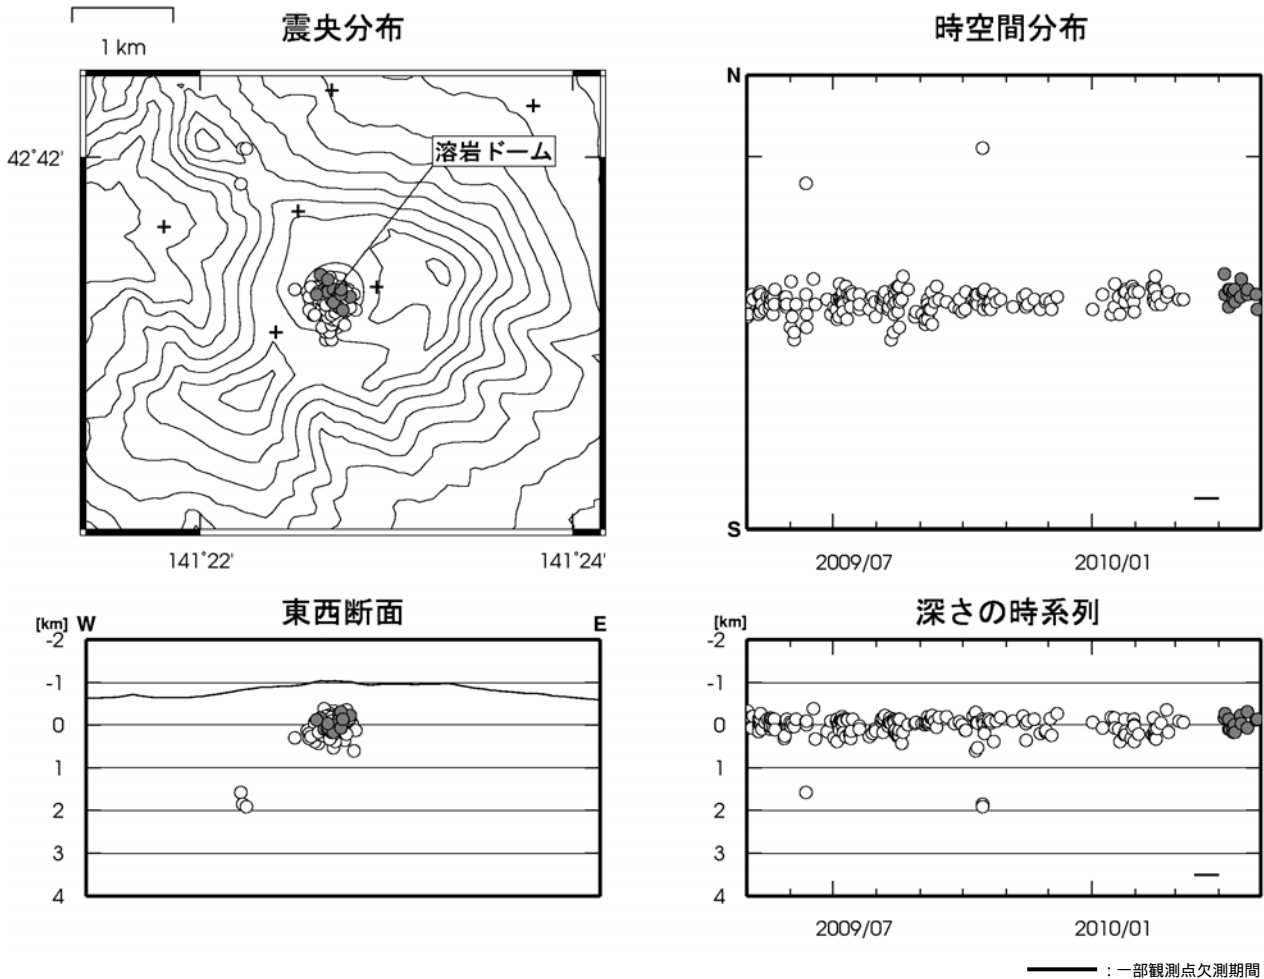 1 km
震央分布
42°42'
溶岩ドーム
141°22'
141°24'
時空間分布
N
S
2009/07
2010/01
東西断面
[km] W
E
-2
-1
0
1
2
3
4
深さの時系列
[km]
-2
-1
0
1
2
3
4
2009/07
2010/01
：一部観測点欠測期間